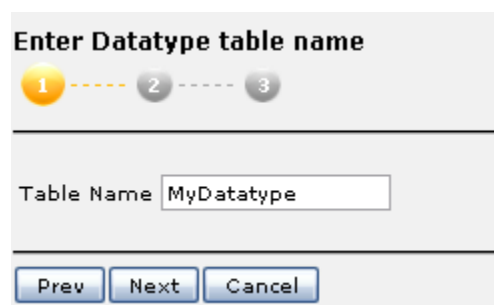 Enter Datatype table name
1 2 3
Table Name MyDatatype
Prev Next Cancel